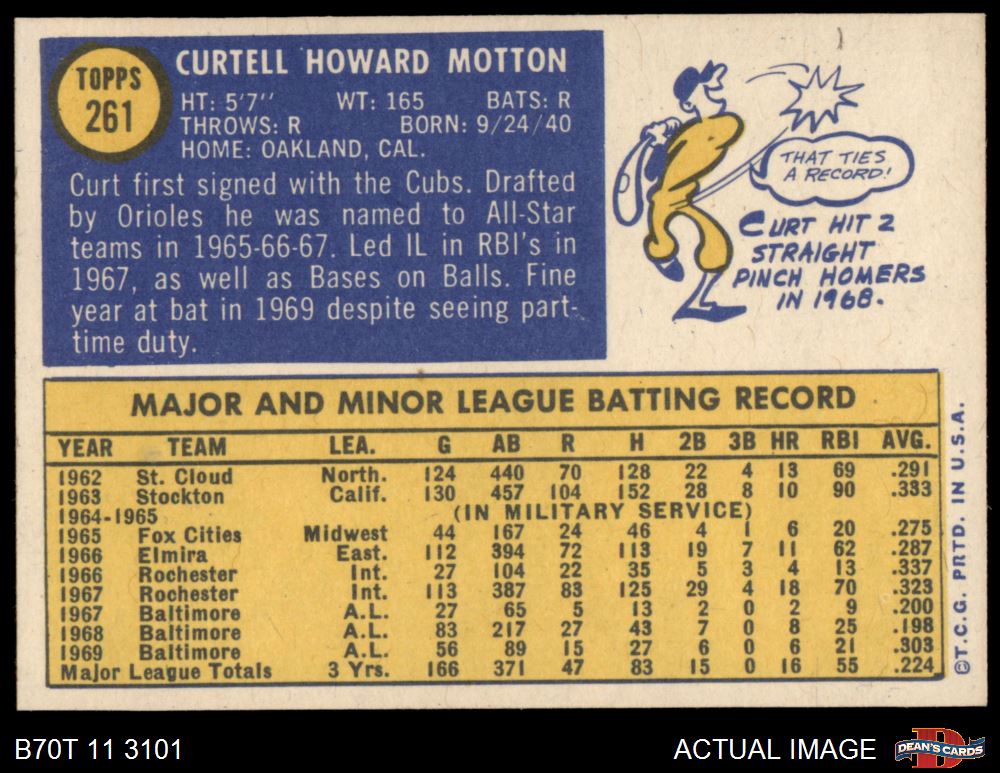 TOPPS
261
CURTELL HOWARD MOTTON
HT: 5'7'' WT: 165 BATS: R
THROWS: R BORN: 9/24/40
HOME: OAKLAND, CAL.
Curt first signed with the Cubs. Drafted
by Orioles he was named to All-Star
teams in 1965-66-67. Led IL in RBI's in
1967, as well as Bases on Balls. Fine
year at bat in 1969 despite seeing part-
time duty.
THAT TIES
A RECORD!
CURT HIT 2
STRAIGHT
PINCH HOMERS
IN 1968.
MAJOR AND MINOR LEAGUE BATTING RECORD
YEAR TEAM LEA. G AB R H 2B 3B HR RBI AVG.
1962 St. Cloud North. 124 440 70 128 22 4 13 69 .291
1963 Stockton Calif. 130 457 104 152 28 8 10 90 .333
1964-1965 (IN MILITARY SERVICE)
1965 Fox Cities Midwest 44 167 24 46 4 1 6 20 .275
1966 Elmira East. 112 394 72 113 19 7 11 62 .287
1966 Rochester Int. 27 104 22 35 5 3 4 13 .337
1967 Rochester Int. 113 387 83 125 29 4 18 70 .323
1967 Baltimore A.L. 27 65 5 13 2 0 2 9 .200
1968 Baltimore A.L. 83 217 27 43 7 0 8 25 .198
1969 Baltimore A.L. 56 89 15 27 6 0 6 21 .303
Major League Totals 3 Yrs. 166 371 47 83 15 0 16 55 .224
©T.C.G. PRTD. IN U.S.A.
B70T 11 3101
ACTUAL IMAGE
DEAN'S CARDS